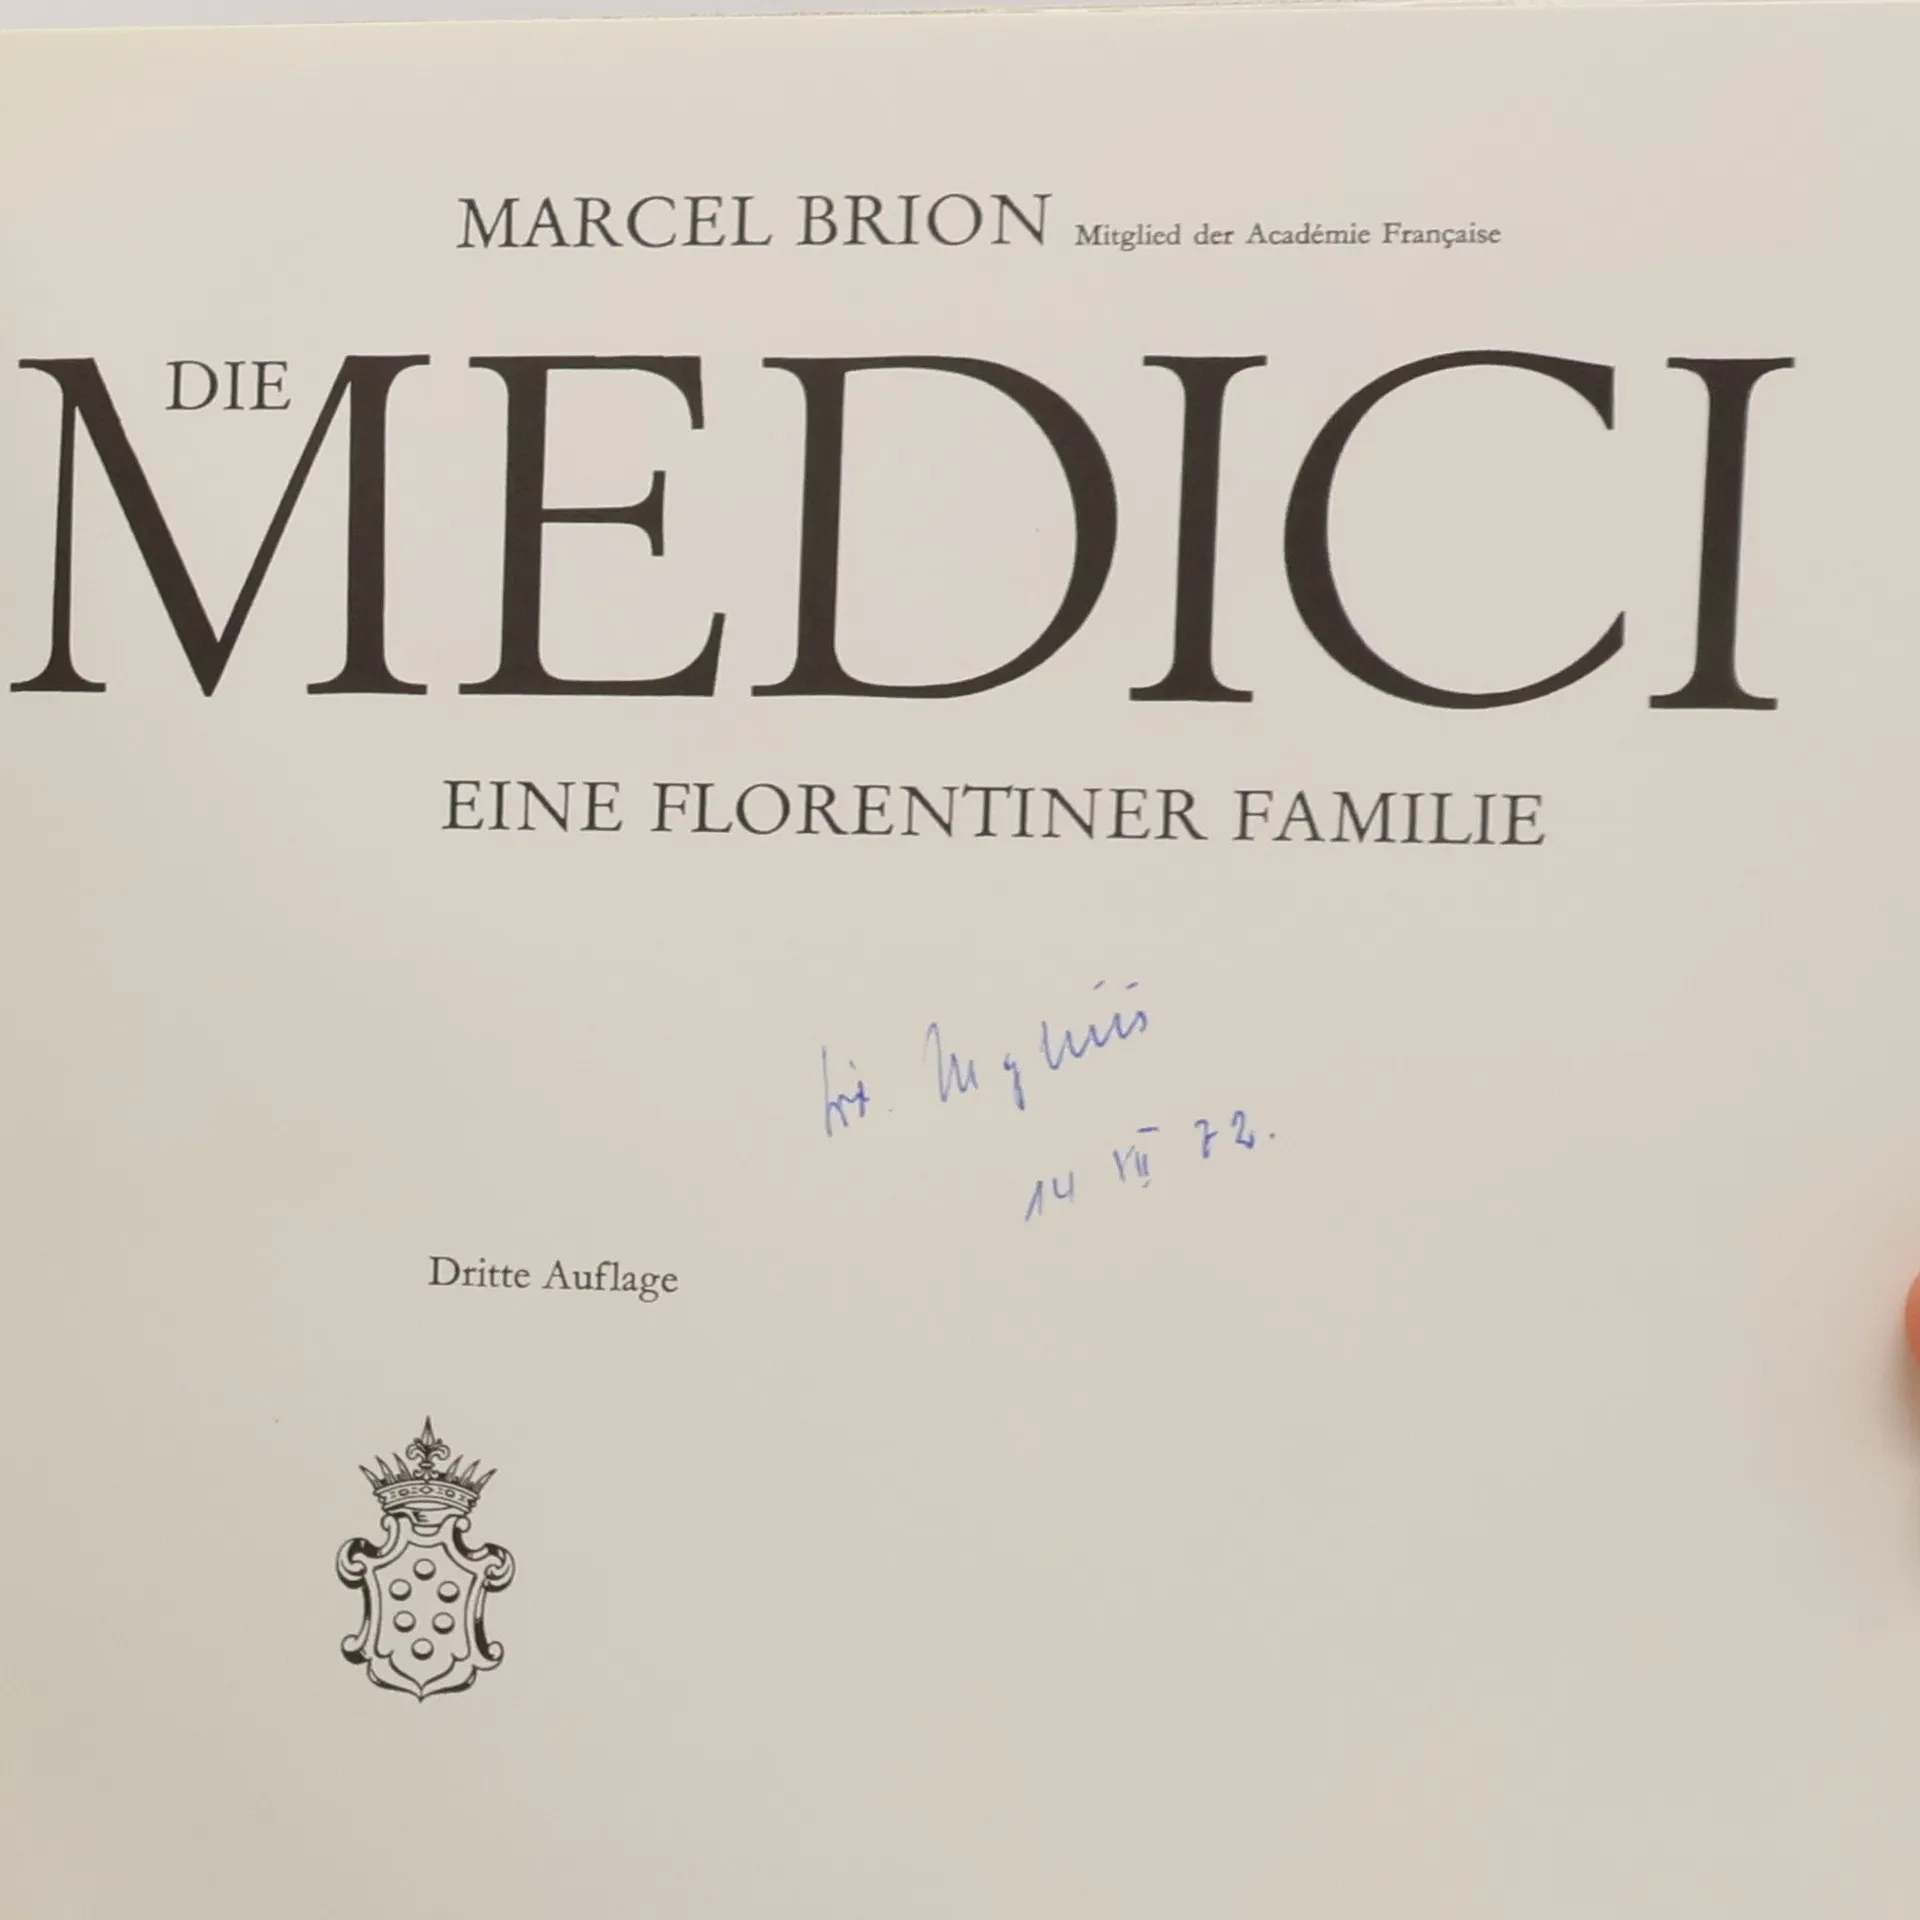 MARCEL BRION Mitglied der Académie Française
DIE
MEDICI
EINE FLORENTINER FAMILIE
14 VII 72.
Dritte Auflage